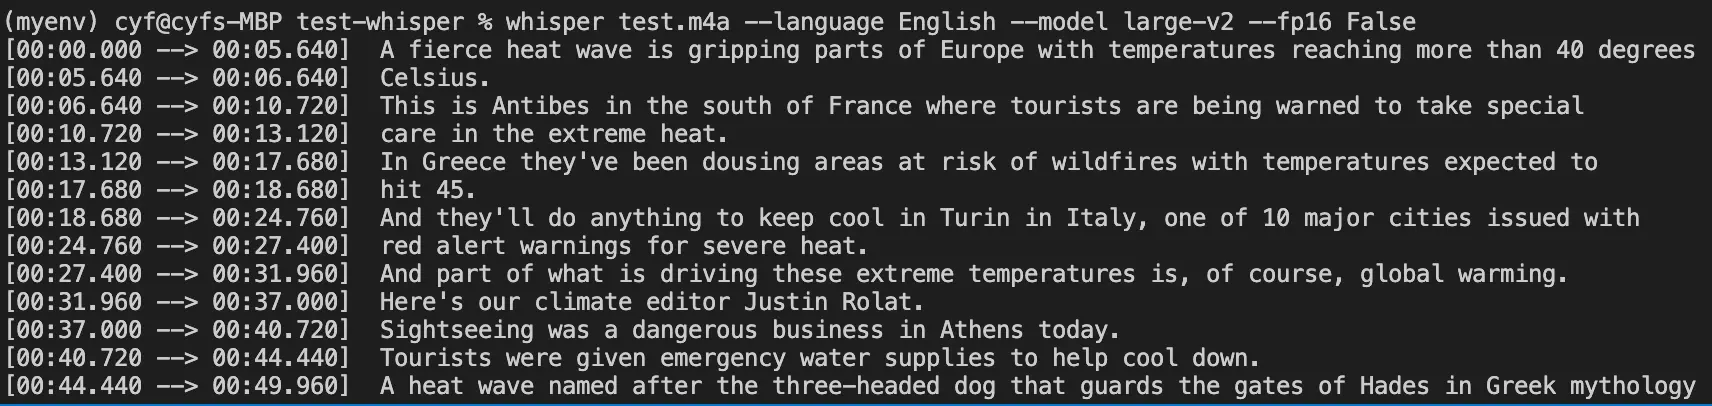 (myenv) cyf@cyfs-MBP test-whisper % whisper test.m4a --language English --model large-v2 --fp16 False
[00:00.000 --> 00:05.640]  A fierce heat wave is gripping parts of Europe with temperatures reaching more than 40 degrees
[00:05.640 --> 00:06.640]  Celsius.
[00:06.640 --> 00:10.720]  This is Antibes in the south of France where tourists are being warned to take special
[00:10.720 --> 00:13.120]  care in the extreme heat.
[00:13.120 --> 00:17.680]  In Greece they've been dousing areas at risk of wildfires with temperatures expected to
[00:17.680 --> 00:18.680]  hit 45.
[00:18.680 --> 00:24.760]  And they'll do anything to keep cool in Turin in Italy, one of 10 major cities issued with
[00:24.760 --> 00:27.400]  red alert warnings for severe heat.
[00:27.400 --> 00:31.960]  And part of what is driving these extreme temperatures is, of course, global warming.
[00:31.960 --> 00:37.000]  Here's our climate editor Justin Rolat.
[00:37.000 --> 00:40.720]  Sightseeing was a dangerous business in Athens today.
[00:40.720 --> 00:44.440]  Tourists were given emergency water supplies to help cool down.
[00:44.440 --> 00:49.960]  A heat wave named after the three-headed dog that guards the gates of Hades in Greek mythology